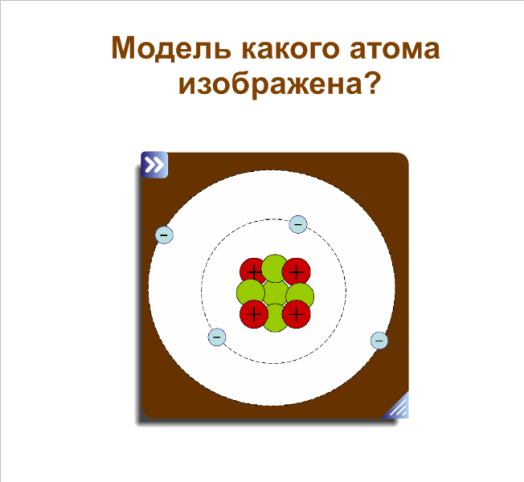 Модель какого атома
изображена?
− −
+ +
+ +
− −